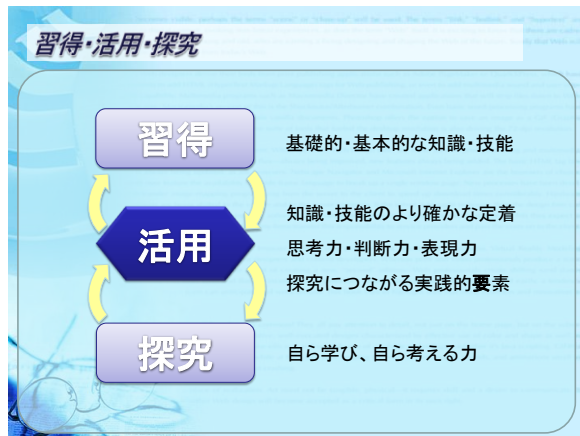 習得・活用・探究
習得
基礎的・基本的な知識・技能
活用
知識・技能のより確かな定着
思考力・判断力・表現力
探究につながる実践的要素
探究
自ら学び、自ら考える力